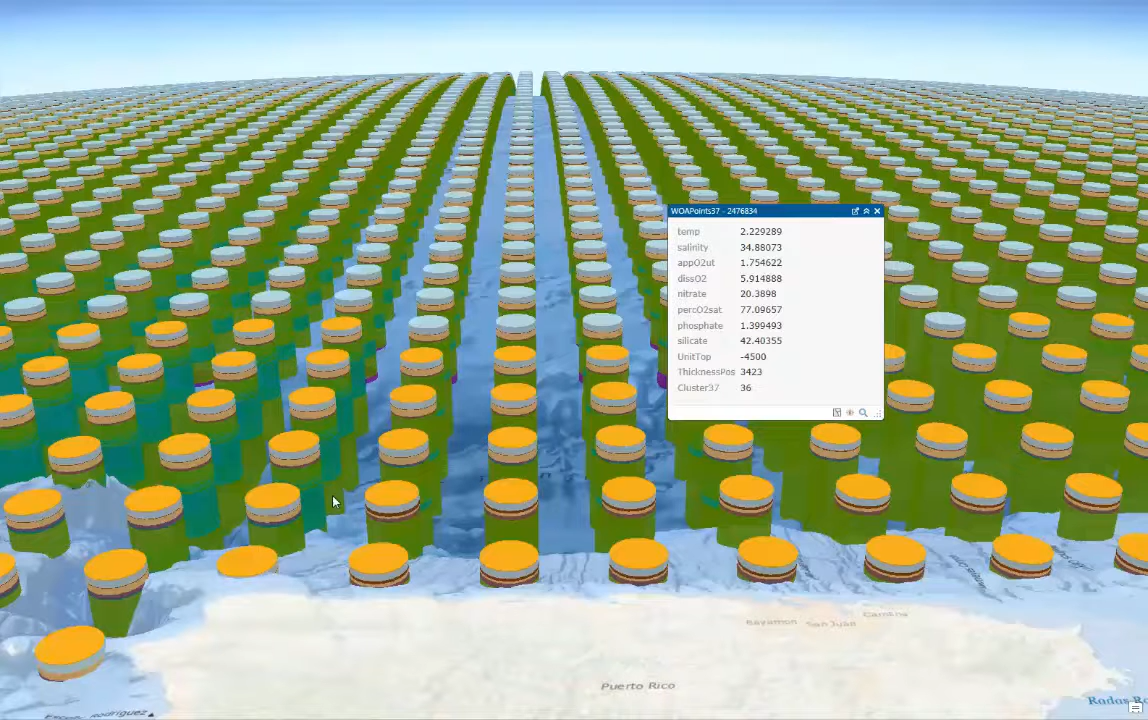 WOAPoints37 - 2476834
temp 2.229289
salinity 34.88073
appO2ut 1.754622
dissO2 5.914888
nitrate 20.3898
percO2sat 77.09657
phosphate 1.399493
silicate 42.40355
UnitTop -4500
ThicknessPos 3423
Cluster37 36
Carolina
Bayamon San Juan
Puerto Rico